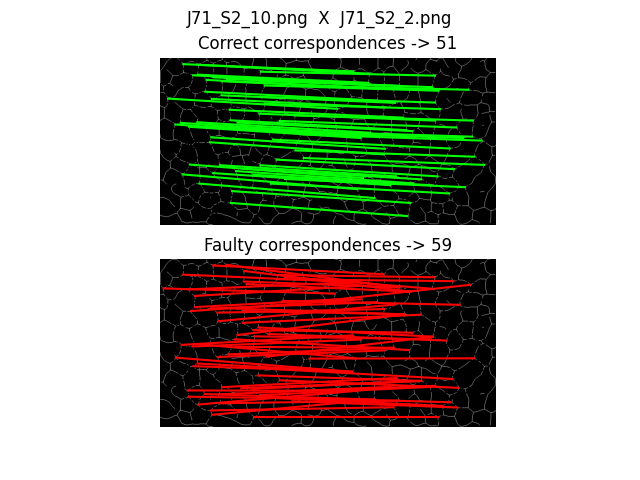 J71_S2_10.png  X  J71_S2_2.png
Correct correspondences -> 51
Faulty correspondences -> 59